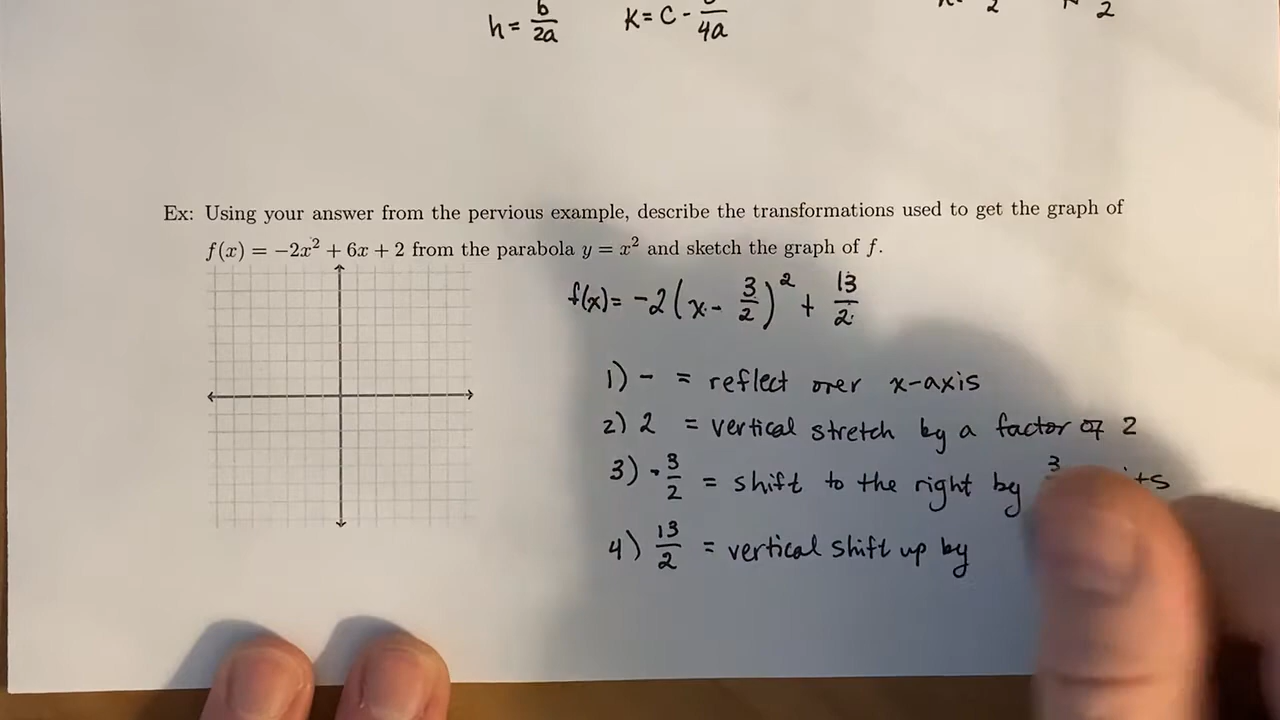 h = b/2a K = C - /4a 2 2
Ex: Using your answer from the pervious example, describe the transformations used to get the graph of
f(x) = −2x² + 6x + 2 from the parabola y = x² and sketch the graph of f.
f(x) = -2(x - 3/2)² + 13/2
1) - = reflect over x-axis
2) 2 = vertical stretch by a factor of 2
3) - 3/2 = shift to the right by 3
4) 13/2 = vertical shift up by